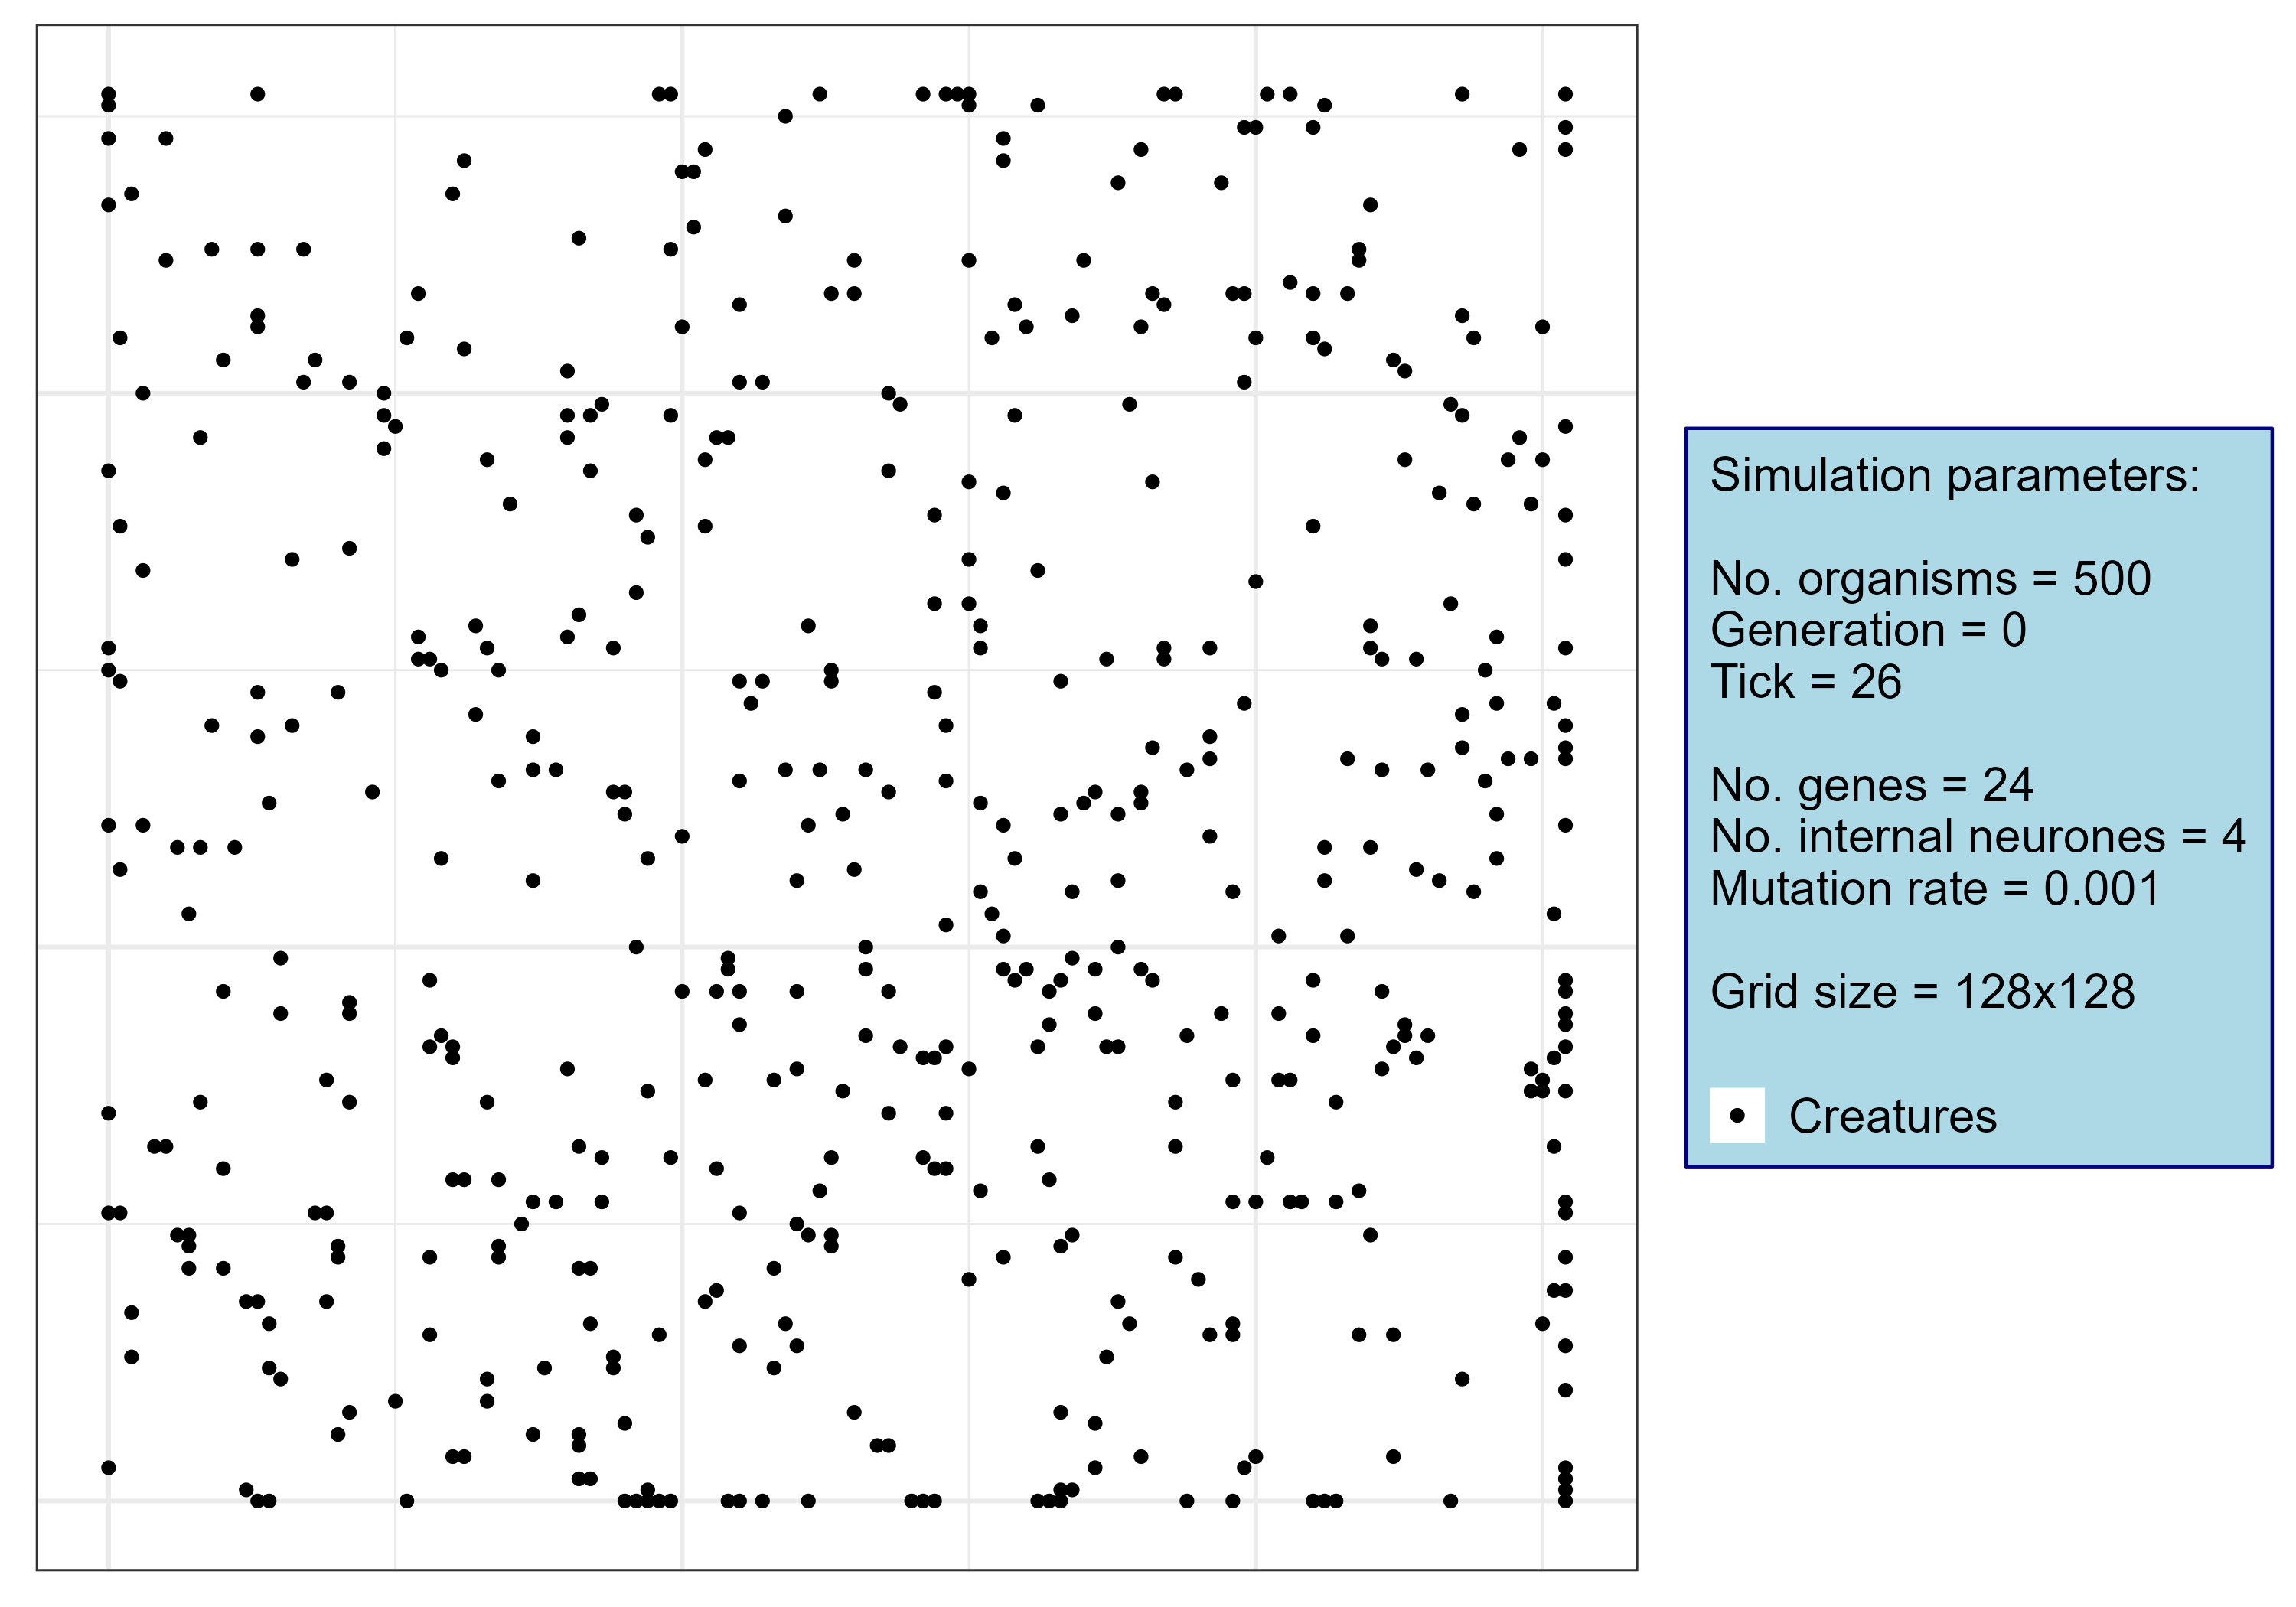 Simulation parameters:
No. organisms = 500
Generation = 0
Tick = 26
No. genes = 24
No. internal neurones = 4
Mutation rate = 0.001
Grid size = 128x128
Creatures